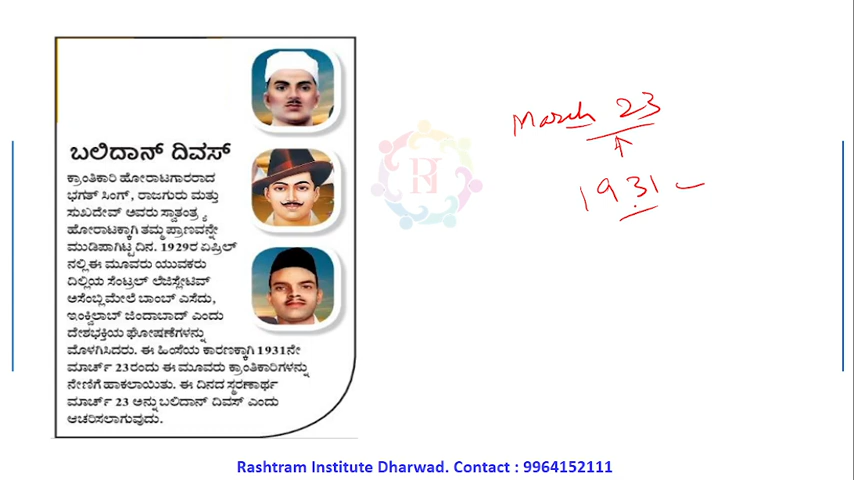 ಬಲಿದಾನ್ ದಿವಸ್
ಕ್ರಾಂತಿಕಾರಿ ಹೋರಾಟಗಾರರಾದ
ಭಗತ್ ಸಿಂಗ್, ರಾಜಗುರು ಮತ್ತು
ಸುಖದೇವ್ ಅವರು ಸ್ವಾತಂತ್ರ್ಯ
ಹೋರಾಟಕ್ಕಾಗಿ ತಮ್ಮ ಪ್ರಾಣವನ್ನೇ
ಮುಡಿಪಾಗಿಟ್ಟ ದಿನ. 1929ರ ಏಪ್ರಿಲ್
ನಲ್ಲಿ ಈ ಮೂವರು ಯುವಕರು
ದಿಲ್ಲಿಯ ಸೆಂಟ್ರಲ್ ಲೆಜಿಸ್ಲೇಟಿವ್
ಅಸೆಂಬ್ಲಿ ಮೇಲೆ ಬಾಂಬ್ ಎಸೆದು,
ಇಂಕ್ವಿಲಾಬ್ ಜಿಂದಾಬಾದ್ ಎಂದು
ದೇಶಭಕ್ತಿಯ ಘೋಷಣೆಗಳನ್ನು
ಮೊಳಗಿಸಿದರು. ಈ ಹಿಂಸೆಯ ಕಾರಣಕ್ಕಾಗಿ 1931ನೇ
ಮಾರ್ಚ್ 23ರಂದು ಈ ಮೂವರು ಕ್ರಾಂತಿಕಾರಿಗಳನ್ನು
ನೇಣಿಗೆ ಹಾಕಲಾಯಿತು. ಈ ದಿನದ ಸ್ಮರಣಾರ್ಥ
ಮಾರ್ಚ್ 23 ಅನ್ನು ಬಲಿದಾನ್ ದಿವಸ್ ಎಂದು
ಆಚರಿಸಲಾಗುವುದು.
March 23
1931
Rashtram Institute Dharwad. Contact : 9964152111